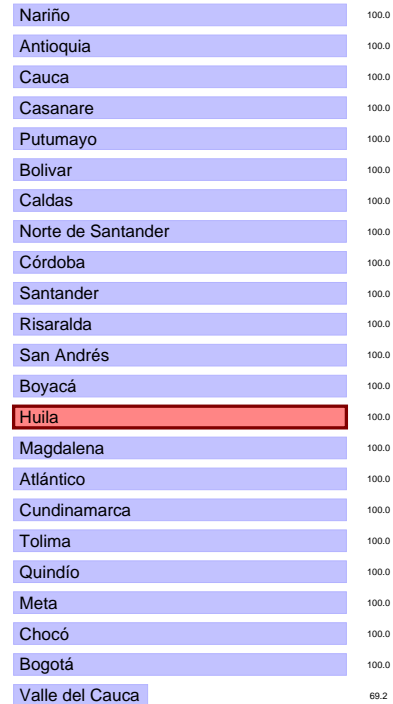 Nariño 100.0
Antioquia 100.0
Cauca 100.0
Casanare 100.0
Putumayo 100.0
Bolivar 100.0
Caldas 100.0
Norte de Santander 100.0
Córdoba 100.0
Santander 100.0
Risaralda 100.0
San Andrés 100.0
Boyacá 100.0
Huila 100.0
Magdalena 100.0
Atlántico 100.0
Cundinamarca 100.0
Tolima 100.0
Quindío 100.0
Meta 100.0
Chocó 100.0
Bogotá 100.0
Valle del Cauca 69.2